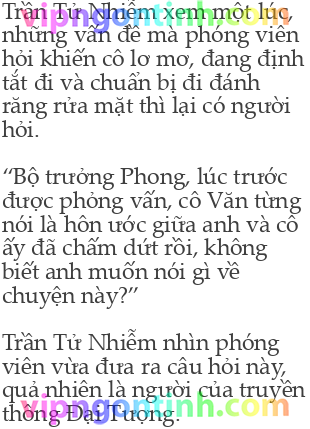 Trần Tử Nhiễm xem một lúc,
những vấn đề mà phóng viên
hỏi khiến cô lơ mơ, đang định
tắt đi và chuẩn bị đi đánh
răng rửa mặt thì lại có người
hỏi.
“Bộ trưởng Phong, lúc trước
được phỏng vấn, cô Văn từng
nói là hôn ước giữa anh và cô
ấy đã chấm dứt rồi, không
biết anh muốn nói gì về
chuyện này?”
Trần Tử Nhiễm nhìn phóng
viên vừa đưa ra câu hỏi này,
quả nhiên là người của truyền
thông Đại Tượng.
vipngontinh.com
vipngontinh.com
vipngontinh.com